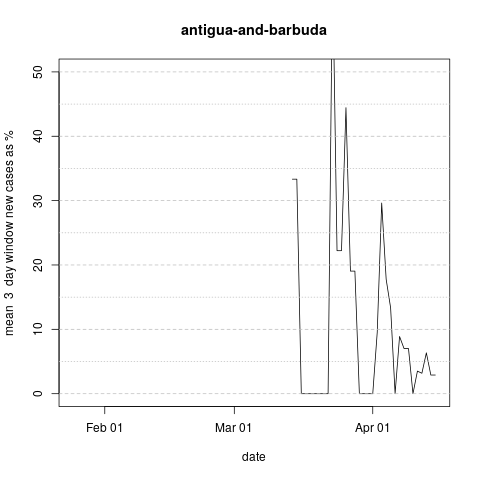 antigua-and-barbuda
mean 3 day window new cases as %
50
40
30
20
10
0
Feb 01
Mar 01
Apr 01
date